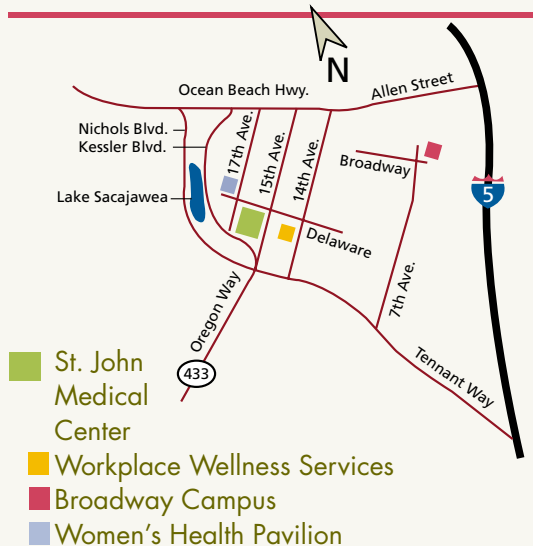 N
Ocean Beach Hwy.
Allen Street
Nichols Blvd.
Kessler Blvd.
17th Ave.
15th Ave.
14th Ave.
Broadway
5
Lake Sacajawea
Delaware
7th Ave.
Oregon Way
433
Tennant Way
St. John
Medical
Center
Workplace Wellness Services
Broadway Campus
Women's Health Pavilion